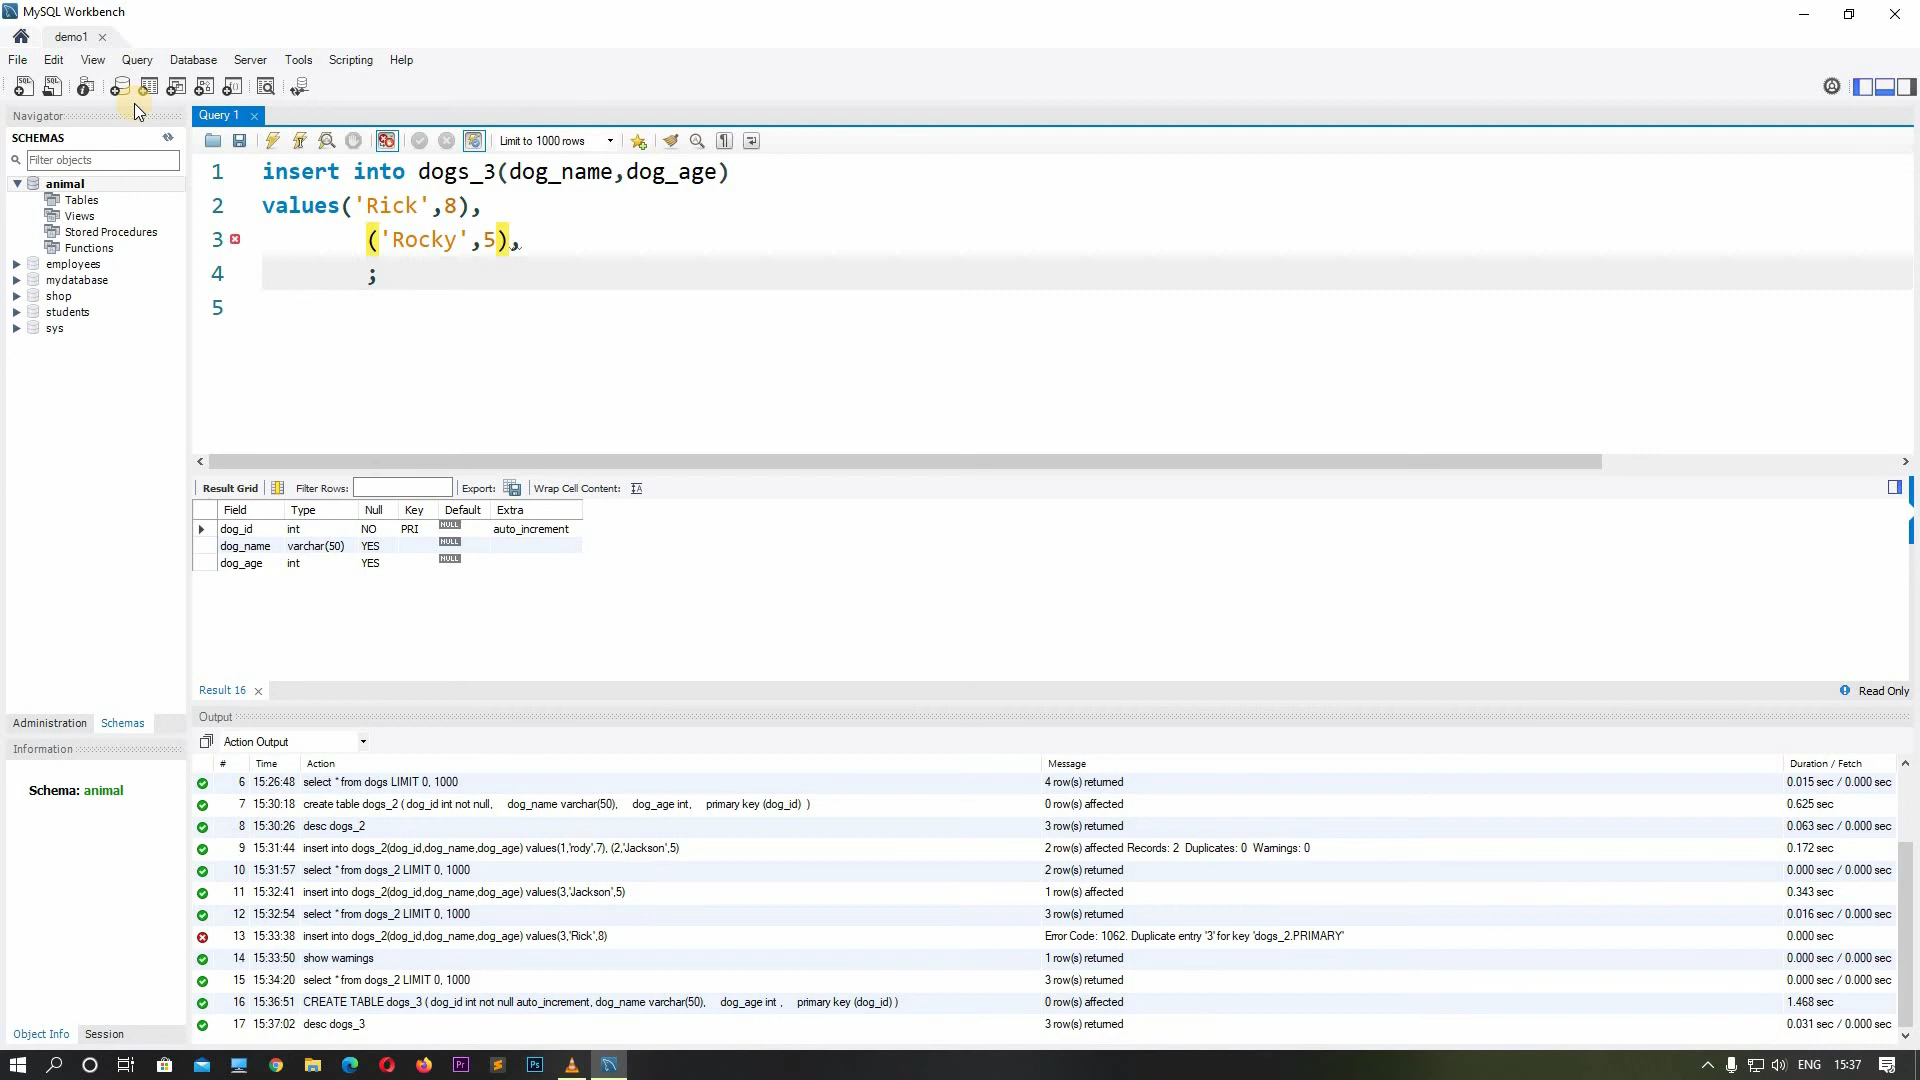 MySQL Workbench
demo1
File Edit View Query Database Server Tools Scripting Help
Navigator
SCHEMAS
Filter objects
animal
Tables
Views
Stored Procedures
Functions
employees
mydatabase
shop
students
sys
Administration Schemas
Information
Schema: animal
Object Info Session
Query 1
Limit to 1000 rows
1 insert into dogs_3(dog_name,dog_age)
2 values('Rick',8),
3 ('Rocky',5),
4 ;
5
Result Grid Filter Rows: Export: Wrap Cell Content:
Field Type Null Key Default Extra
dog_id int NO PRI NULL auto_increment
dog_name varchar(50) YES NULL
dog_age int YES NULL
Result 16
Read Only
Output
Action Output
# Time Action Message Duration / Fetch
6 15:26:48 select * from dogs LIMIT 0, 1000 4 row(s) returned 0.015 sec / 0.000 sec
7 15:30:18 create table dogs_2 ( dog_id int not null, dog_name varchar(50), dog_age int, primary key (dog_id) ) 0 row(s) affected 0.625 sec
8 15:30:26 desc dogs_2 3 row(s) returned 0.063 sec / 0.000 sec
9 15:31:44 insert into dogs_2(dog_id,dog_name,dog_age) values(1,'rody',7), (2,'Jackson',5) 2 row(s) affected Records: 2 Duplicates: 0 Warnings: 0 0.172 sec
10 15:31:57 select * from dogs_2 LIMIT 0, 1000 2 row(s) returned 0.000 sec / 0.000 sec
11 15:32:41 insert into dogs_2(dog_id,dog_name,dog_age) values(3,'Jackson',5) 1 row(s) affected 0.343 sec
12 15:32:54 select * from dogs_2 LIMIT 0, 1000 3 row(s) returned 0.016 sec / 0.000 sec
13 15:33:38 insert into dogs_2(dog_id,dog_name,dog_age) values(3,'Rick',8) Error Code: 1062. Duplicate entry '3' for key 'dogs_2.PRIMARY' 0.000 sec
14 15:33:50 show warnings 1 row(s) returned 0.000 sec / 0.000 sec
15 15:34:20 select * from dogs_2 LIMIT 0, 1000 3 row(s) returned 0.000 sec / 0.000 sec
16 15:36:51 CREATE TABLE dogs_3 ( dog_id int not null auto_increment, dog_name varchar(50), dog_age int , primary key (dog_id) ) 0 row(s) affected 1.468 sec
17 15:37:02 desc dogs_3 3 row(s) returned 0.031 sec / 0.000 sec
ENG 15:37